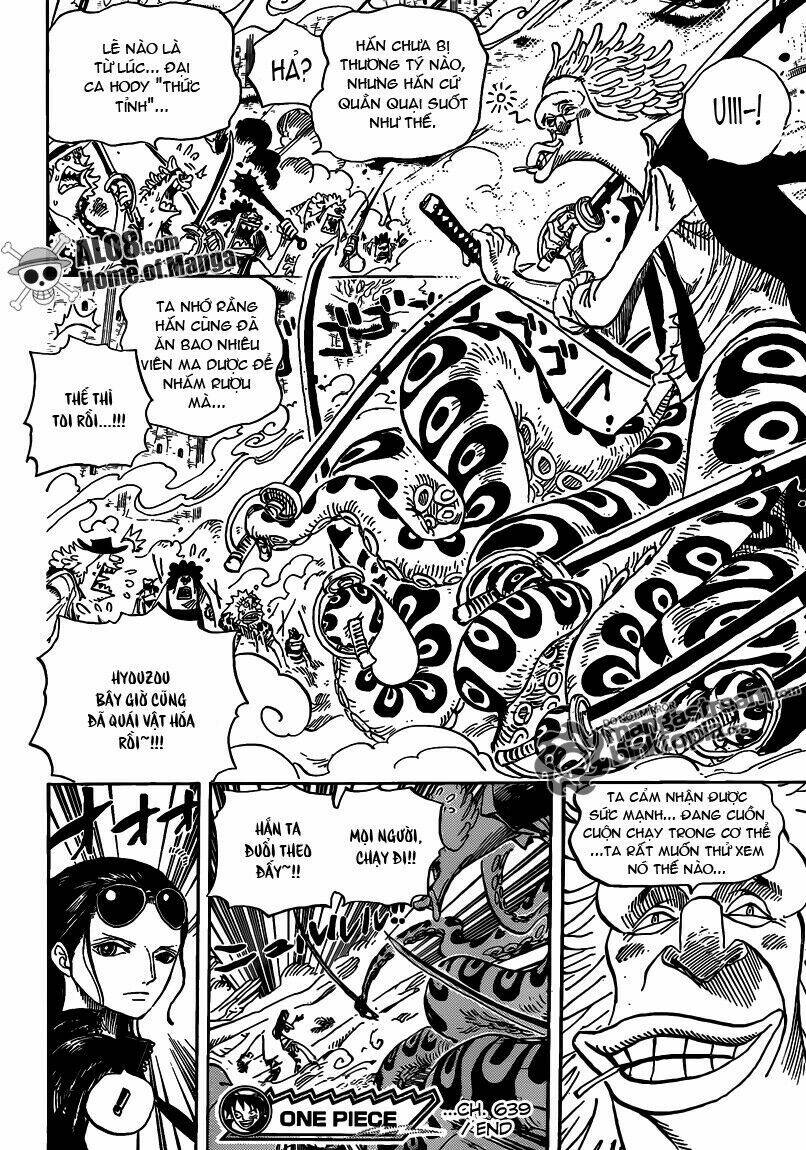 UIII~!
HẮN CHƯA BỊ
THƯƠNG TÝ NÀO,
NHƯNG HẮN CỨ
QUẰN QUẠI SUỐT
NHƯ THẾ.
HẢ?
LẼ NÀO LÀ
TỪ LÚC... ĐẠI
CA HODY "THỨC
TỈNH"...
ALC8.com
Home of Manga
TA NHỚ RẰNG
HẮN CŨNG ĐÃ
ĂN BAO NHIÊU
VIÊN MA DƯỢC ĐỂ
NHẤM RƯỢU
MÀ...
THẾ THÌ
TOI RỒI...!!!
HYOUZOU
BÂY GIỜ CŨNG
ĐÃ QUÁI VẬT HÓA
RỒI~!!!
mangastream.com
TA CẢM NHẬN ĐƯỢC
SỨC MẠNH... ĐANG CUỒN
CUỘN CHẠY TRONG CƠ THỂ
...TA RẤT MUỐN THỬ XEM
NÓ THẾ NÀO...
MỌI NGƯỜI,
CHẠY ĐI!!
HẮN TA
ĐUỔI THEO
ĐẤY~!!
!
ONE PIECE
...CH. 639
/ END